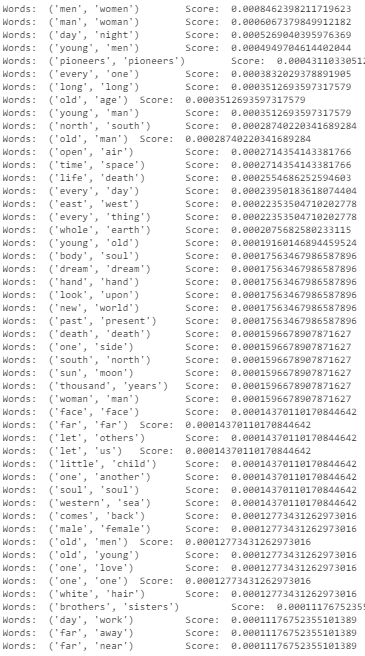 Words: ('men', 'women') Score: 0.0008462398211719623
Words: ('man', 'woman') Score: 0.0006067379849912182
Words: ('day', 'night') Score: 0.0005269040395976369
Words: ('young', 'men') Score: 0.0004949704614402044
Words: ('pioneers', 'pioneers') Score: 0.0004311033051
Words: ('every', 'one') Score: 0.0003832029378891905
Words: ('long', 'long') Score: 0.0003512693597317579
Words: ('old', 'age') Score: 0.0003512693597317579
Words: ('young', 'man') Score: 0.0003512693597317579
Words: ('north', 'south') Score: 0.00028740220341689284
Words: ('old', 'man') Score: 0.00028740220341689284
Words: ('open', 'air') Score: 0.0002714354143381766
Words: ('time', 'space') Score: 0.0002714354143381766
Words: ('life', 'death') Score: 0.0002554686252594603
Words: ('every', 'day') Score: 0.00023950183618074404
Words: ('east', 'west') Score: 0.00022353504710202778
Words: ('every', 'thing') Score: 0.00022353504710202778
Words: ('whole', 'earth') Score: 0.0002075682580233115
Words: ('young', 'old') Score: 0.00019160146894459524
Words: ('body', 'soul') Score: 0.00017563467986587896
Words: ('dream', 'dream') Score: 0.00017563467986587896
Words: ('hand', 'hand') Score: 0.00017563467986587896
Words: ('look', 'upon') Score: 0.00017563467986587896
Words: ('new', 'world') Score: 0.00017563467986587896
Words: ('past', 'present') Score: 0.00017563467986587896
Words: ('death', 'death') Score: 0.0001596678907871627
Words: ('one', 'side') Score: 0.0001596678907871627
Words: ('south', 'north') Score: 0.0001596678907871627
Words: ('sun', 'moon') Score: 0.0001596678907871627
Words: ('thousand', 'years') Score: 0.0001596678907871627
Words: ('woman', 'man') Score: 0.0001596678907871627
Words: ('face', 'face') Score: 0.00014370110170844642
Words: ('far', 'far') Score: 0.00014370110170844642
Words: ('let', 'others') Score: 0.00014370110170844642
Words: ('let', 'us') Score: 0.00014370110170844642
Words: ('little', 'child') Score: 0.00014370110170844642
Words: ('one', 'another') Score: 0.00014370110170844642
Words: ('soul', 'soul') Score: 0.00014370110170844642
Words: ('western', 'sea') Score: 0.00014370110170844642
Words: ('comes', 'back') Score: 0.00012773431262973016
Words: ('male', 'female') Score: 0.00012773431262973016
Words: ('old', 'men') Score: 0.00012773431262973016
Words: ('old', 'young') Score: 0.00012773431262973016
Words: ('one', 'love') Score: 0.00012773431262973016
Words: ('one', 'one') Score: 0.00012773431262973016
Words: ('white', 'hair') Score: 0.00012773431262973016
Words: ('brothers', 'sisters') Score: 0.0001117675235
Words: ('day', 'work') Score: 0.00011176752355101389
Words: ('far', 'away') Score: 0.00011176752355101389
Words: ('far', 'near') Score: 0.00011176752355101389